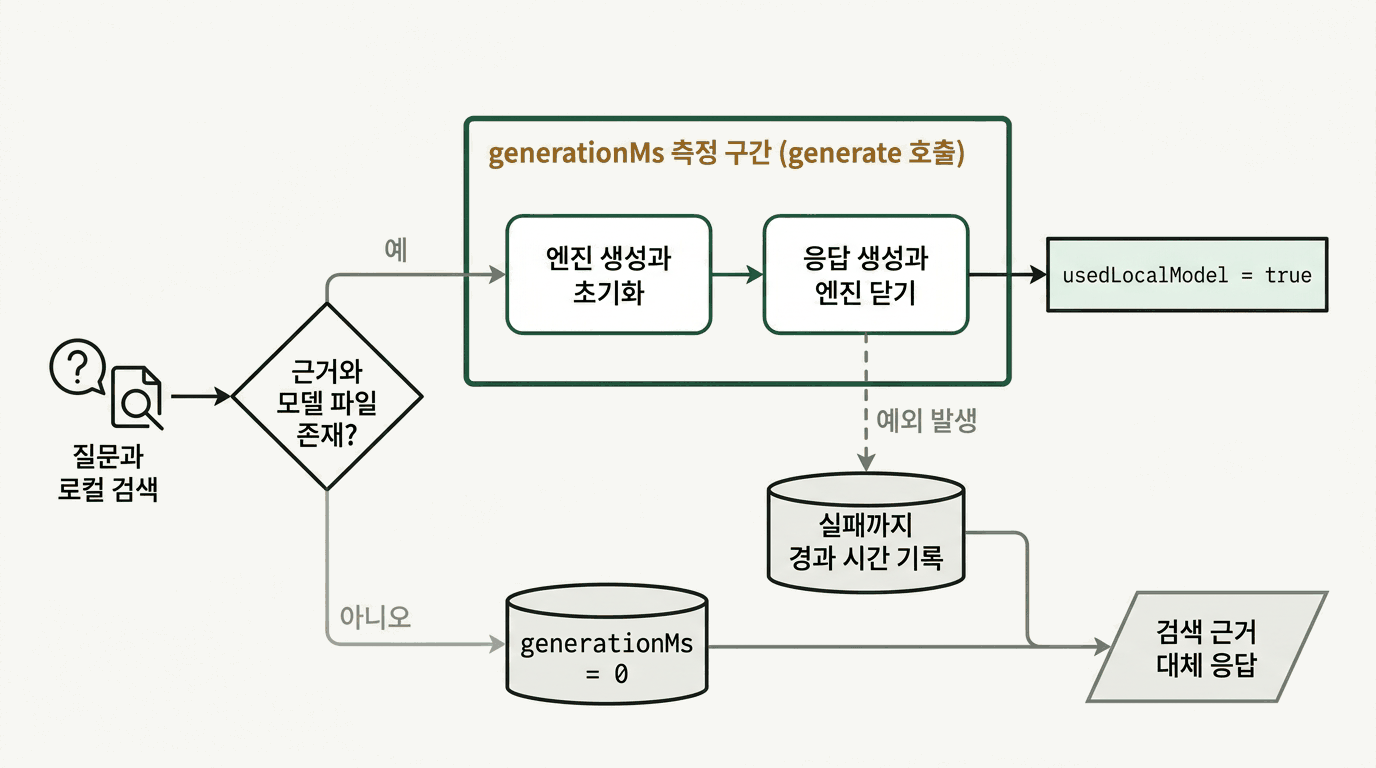 generationMs 측정 구간 (generate 호출)
예
엔진 생성과
초기화
응답 생성과
엔진 닫기
usedLocalModel = true
?
근거와
모델 파일
존재?
질문과
로컬 검색
예외 발생
실패까지
경과 시간 기록
아니오
generationMs
= 0
검색 근거
대체 응답